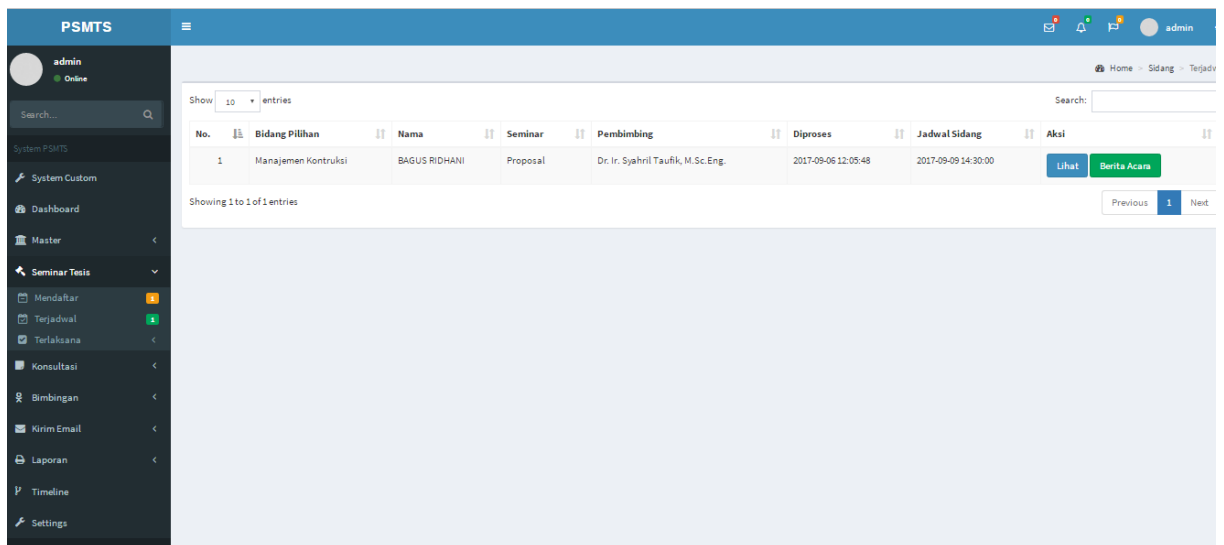 PSMTS
admin
admin
Online
Home > Sidang > Terjadw
Search...
System PSMTS
System Custom
Dashboard
Master
Seminar Tesis
Mendaftar 1
Terjadwal 1
Terlaksana
Konsultasi
Bimbingan
Kirim Email
Laporan
Timeline
Settings
Show 10 entries
Search:
No. Bidang Pilihan Nama Seminar Pembimbing Diproses Jadwal Sidang Aksi
1 Manajemen Kontruksi BAGUS RIDHANI Proposal Dr. Ir. Syahril Taufik, M.Sc.Eng. 2017-09-06 12:05:48 2017-09-09 14:30:00 Lihat Berita Acara
Showing 1 to 1 of 1 entries
Previous 1 Next